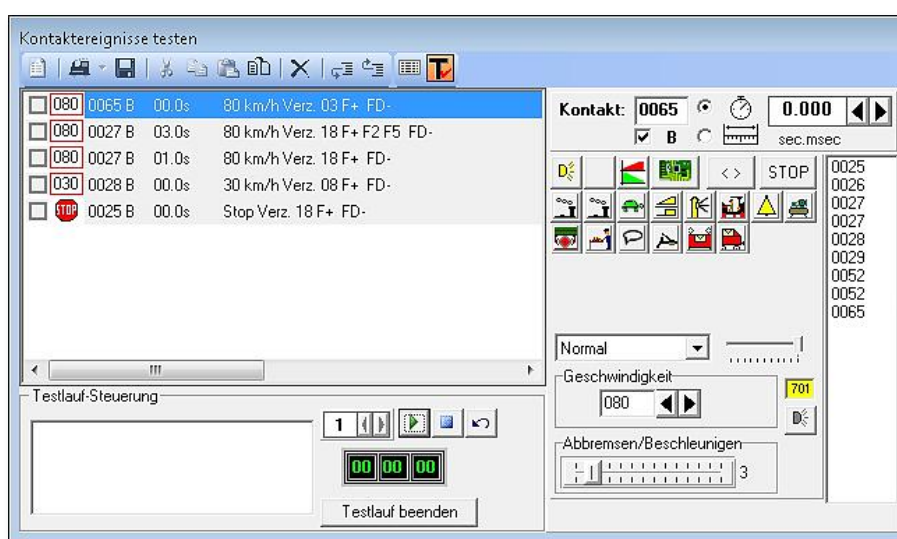 Kontaktereignisse testen
080 0065 B 00.0s 80 km/h Verz. 03 F+ FD-
080 0027 B 03.0s 80 km/h Verz. 18 F+ F2 F5 FD-
080 0027 B 01.0s 80 km/h Verz. 18 F+ FD-
030 0028 B 00.0s 30 km/h Verz. 08 F+ FD-
STOP 0025 B 00.0s Stop Verz. 18 F+ FD-
Testlauf-Steuerung
1
00 00 00
Testlauf beenden
Kontakt: 0065 0.000
B sec.msec
< > STOP
Normal
Geschwindigkeit
080
701
Abbremsen/Beschleunigen
3
0025
0026
0027
0027
0028
0029
0052
0052
0065